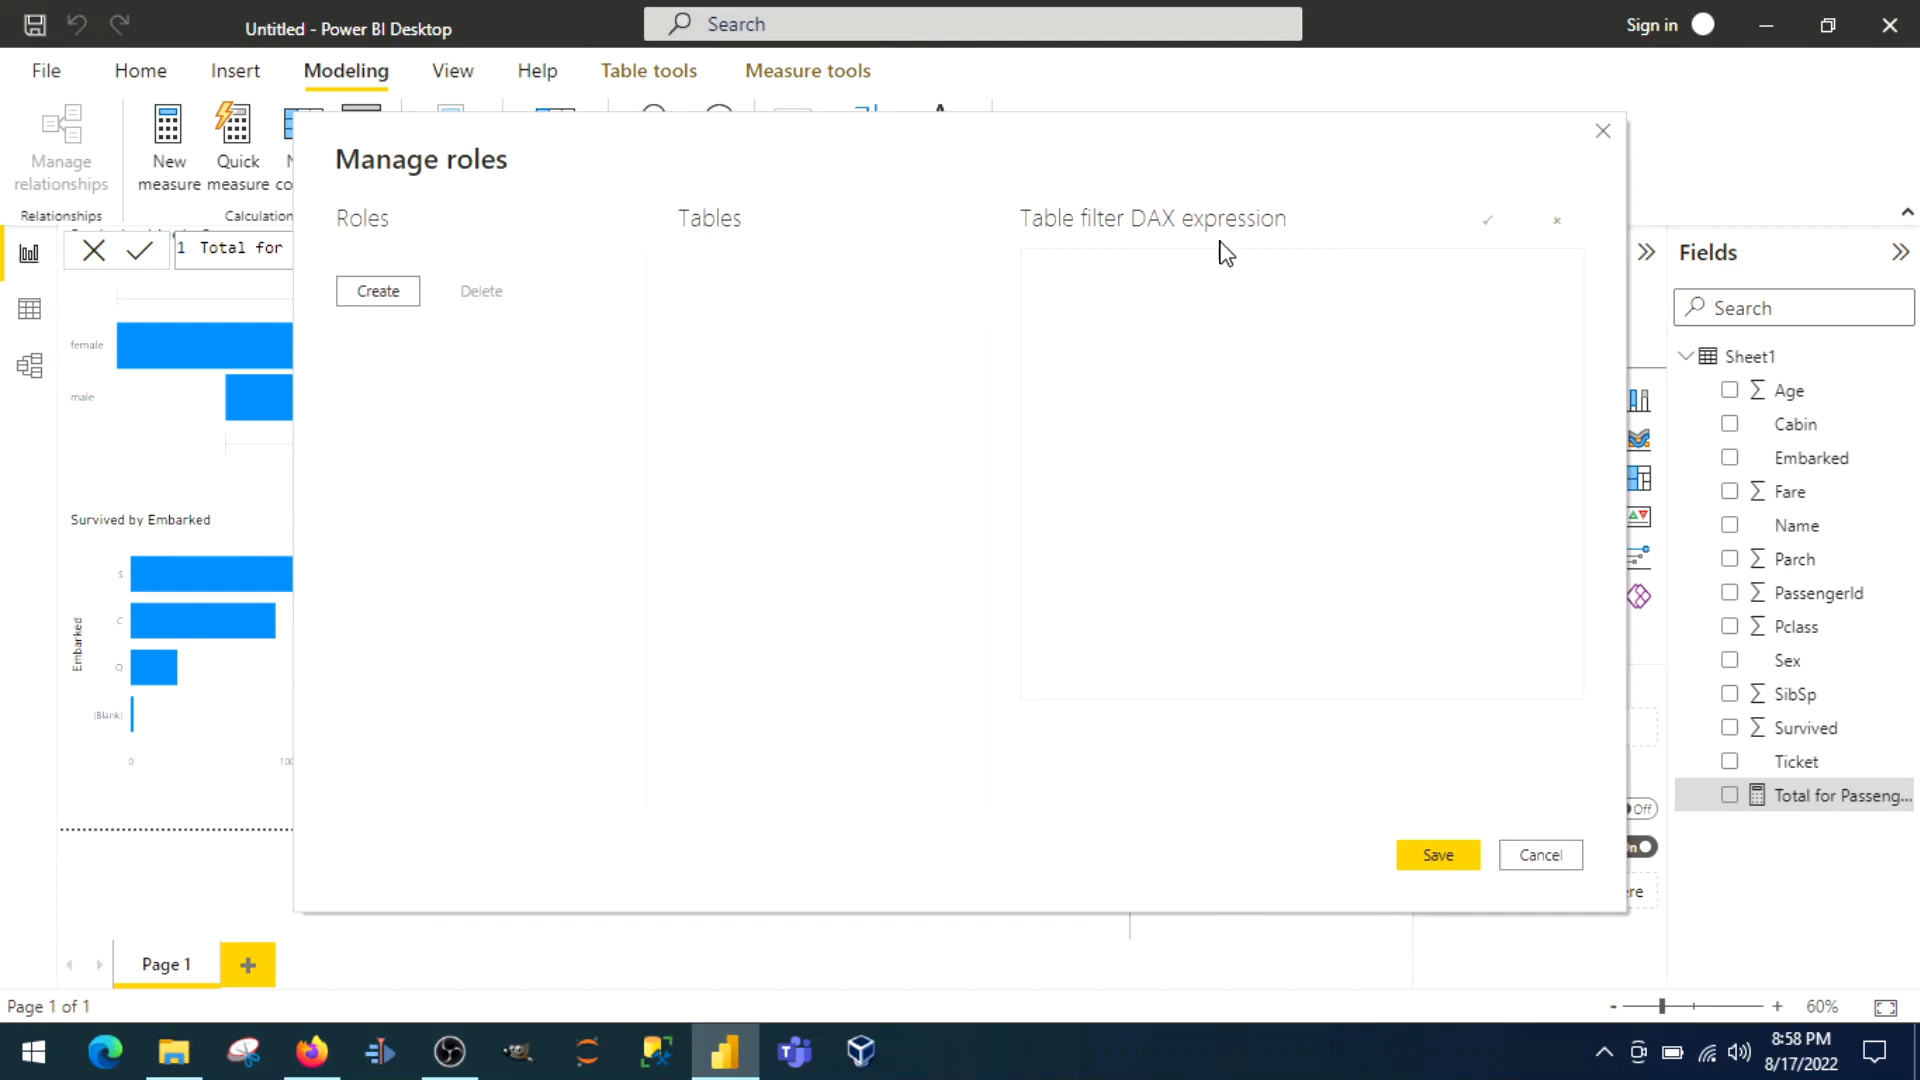 Untitled - Power BI Desktop
Search
Sign in
File
Home
Insert
Modeling
View
Help
Table tools
Measure tools
Manage
relationships
New
measure
Quick
measure
N
co
Relationships
Calculation
Manage roles
Roles
Tables
Table filter DAX expression
Create
Delete
Save
Cancel
1 Total for
female
male
Survived by Embarked
Embarked
S
C
Q
(Blank)
0
100
Fields
Search
Sheet1
Age
Cabin
Embarked
Fare
Name
Parch
PassengerId
Pclass
Sex
SibSp
Survived
Ticket
Total for Passeng...
Off
On
ere
Page 1
Page 1 of 1
- + 60%
8:58 PM
8/17/2022